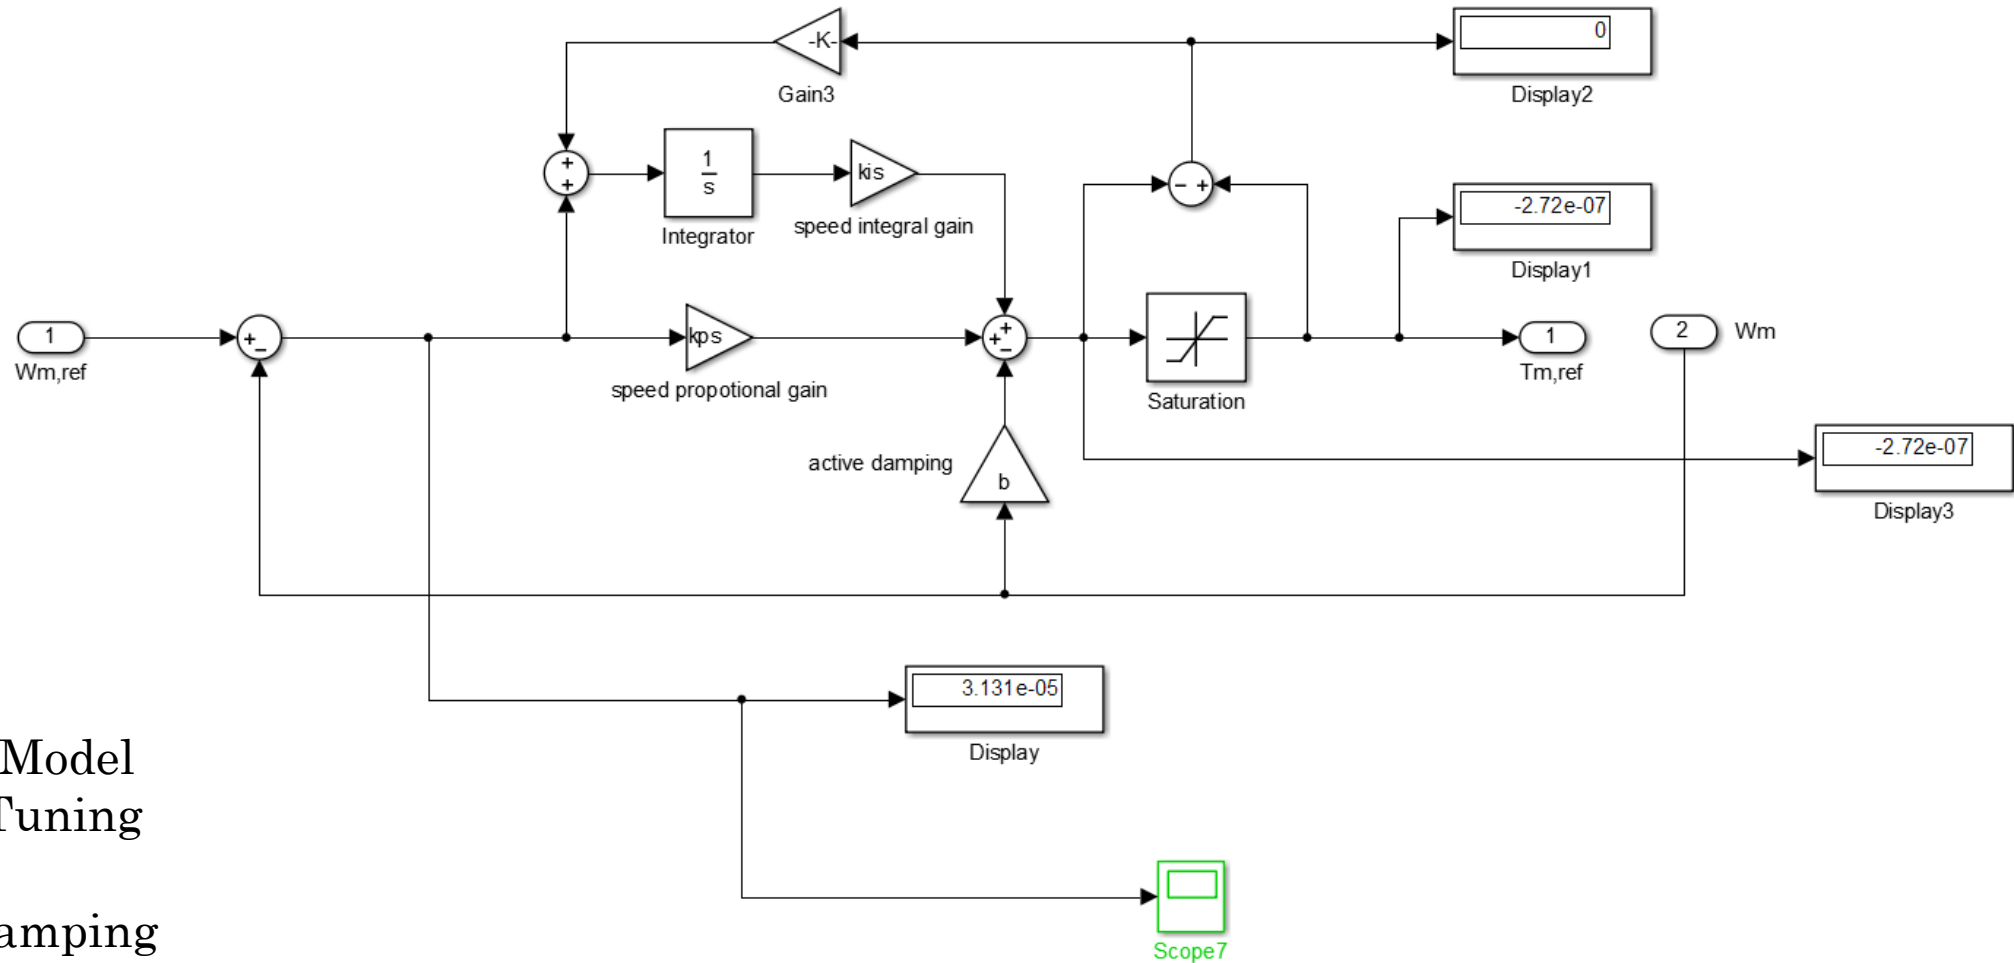 -K-
Gain3
0
Display2
+
+
1
s
Integrator
kis
speed integral gain
- +
-2.72e-07
Display1
1
Wm,ref
+
-
kps
speed propotional gain
+
+
-
Saturation
1
Tm,ref
2
Wm
active damping
b
-2.72e-07
Display3
3.131e-05
Display
Model
Tuning
amping
Scope7